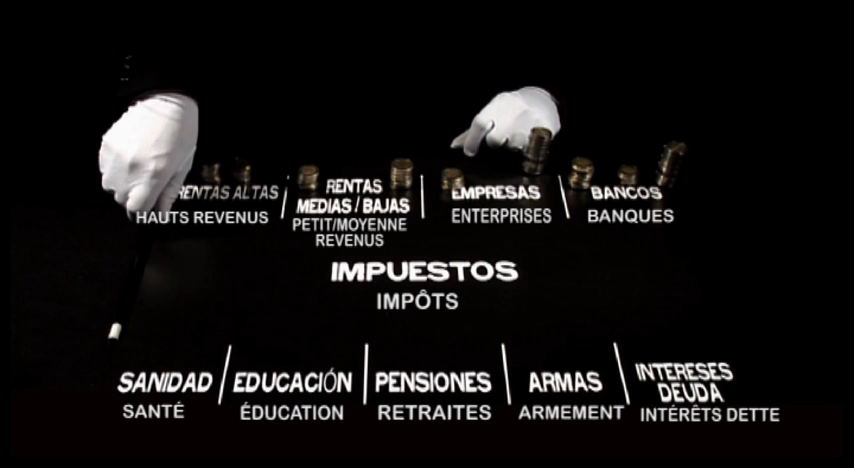 RENTAS ALTAS
HAUTS REVENUS
RENTAS
MEDIAS / BAJAS
PETIT/MOYENNE
REVENUS
EMPRESAS
ENTERPRISES
BANCOS
BANQUES
IMPUESTOS
IMPÔTS
SANIDAD
SANTÉ
EDUCACIÓN
ÉDUCATION
PENSIONES
RETRAITES
ARMAS
ARMEMENT
INTERESES
DEUDA
INTÉRÊTS DETTE